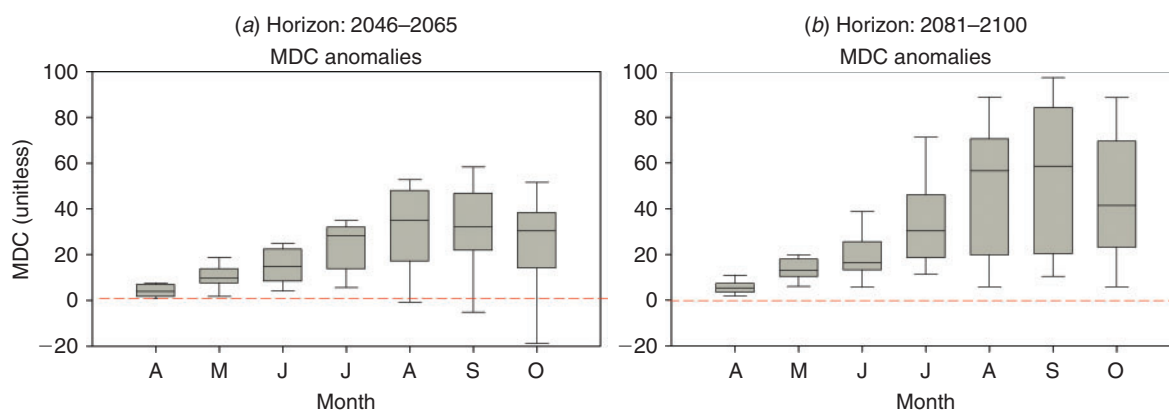 (a) Horizon: 2046–2065
MDC anomalies
MDC (unitless)
100
80
60
40
20
0
−20
A M J J A S O
Month
(b) Horizon: 2081–2100
MDC anomalies
100
80
60
40
20
0
−20
A M J J A S O
Month